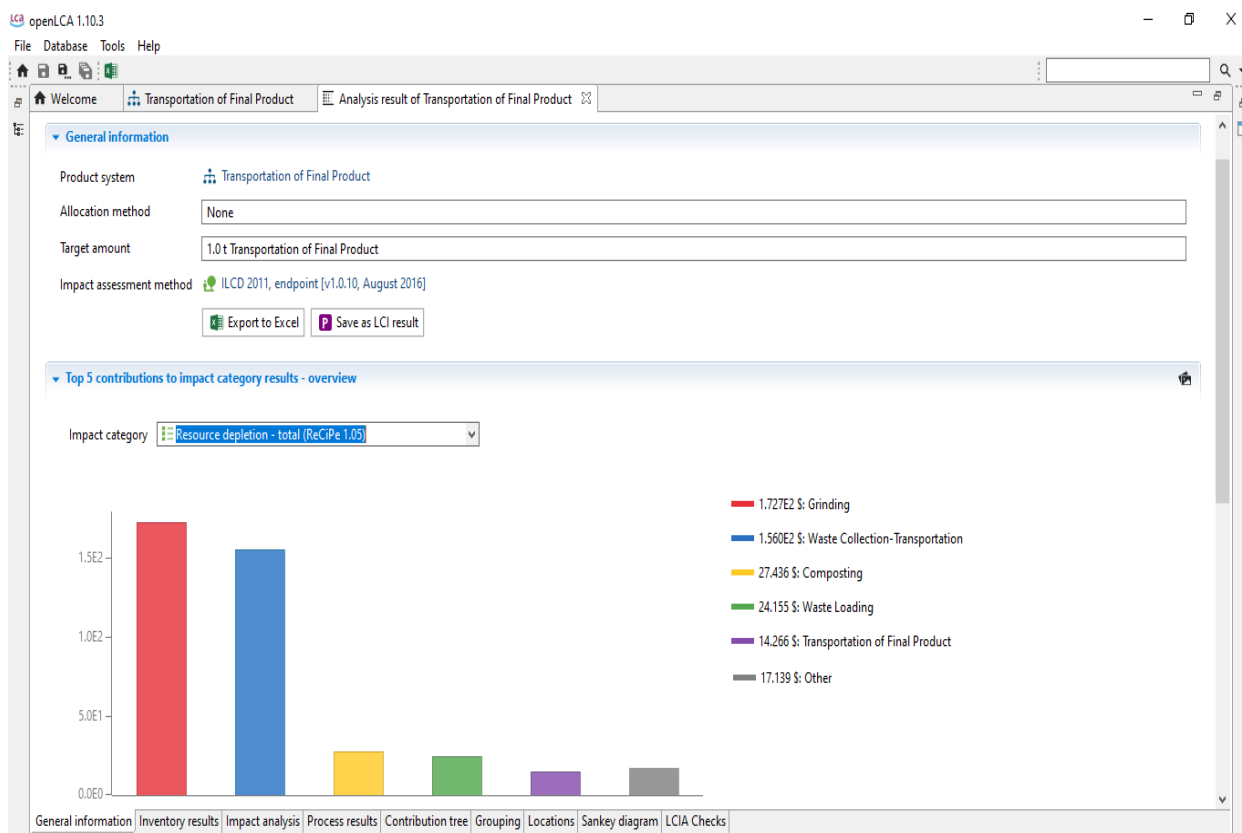 LCA openLCA 1.10.3
File Database Tools Help
Welcome Transportation of Final Product Analysis result of Transportation of Final Product
General information
Product system Transportation of Final Product
Allocation method None
Target amount 1.0 t Transportation of Final Product
Impact assessment method ILCD 2011, endpoint [v1.0.10, August 2016]
Export to Excel P Save as LCI result
Top 5 contributions to impact category results - overview
Impact category Resource depletion - total (ReCiPe 1.05)
1.727E2 $: Grinding
1.560E2 $: Waste Collection-Transportation
27.436 $: Composting
24.155 $: Waste Loading
14.266 $: Transportation of Final Product
17.139 $: Other
1.5E2
1.0E2
5.0E1
0.0E0
General information Inventory results Impact analysis Process results Contribution tree Grouping Locations Sankey diagram LCIA Checks